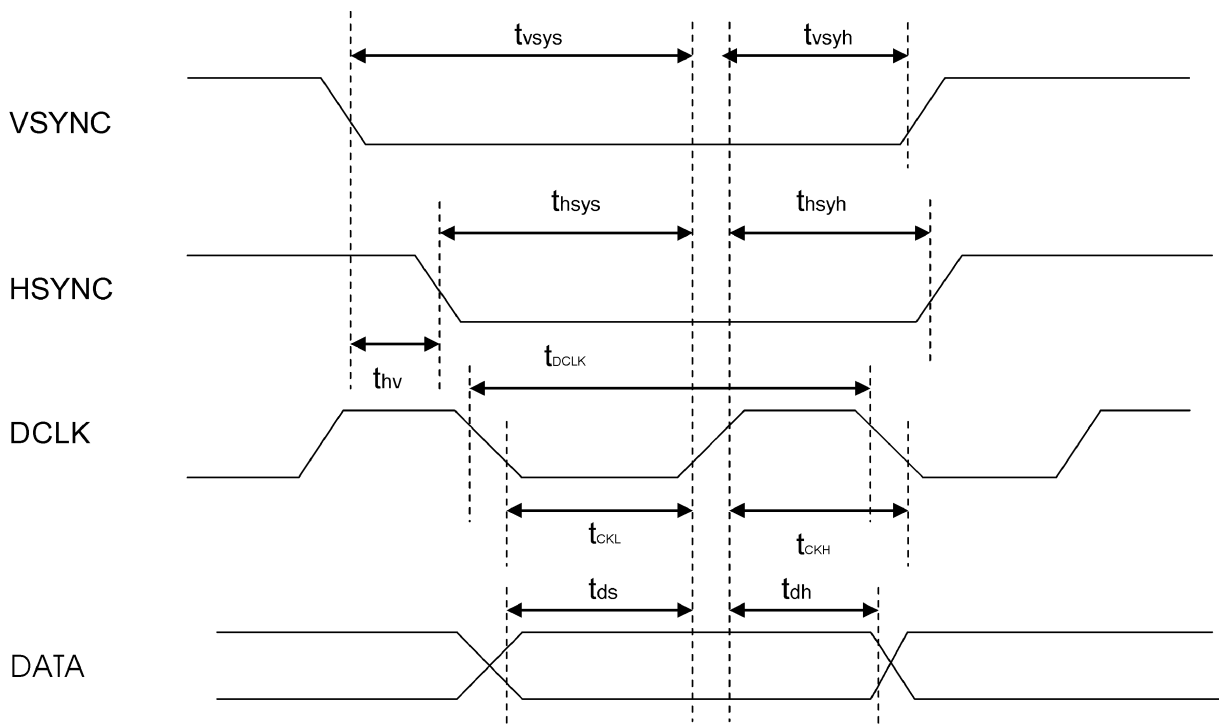 tvsys
tvsyh
VSYNC
thsys
thsyh
HSYNC
thv
tDCLK
DCLK
tCKL
tCKH
tds
tdh
DATA